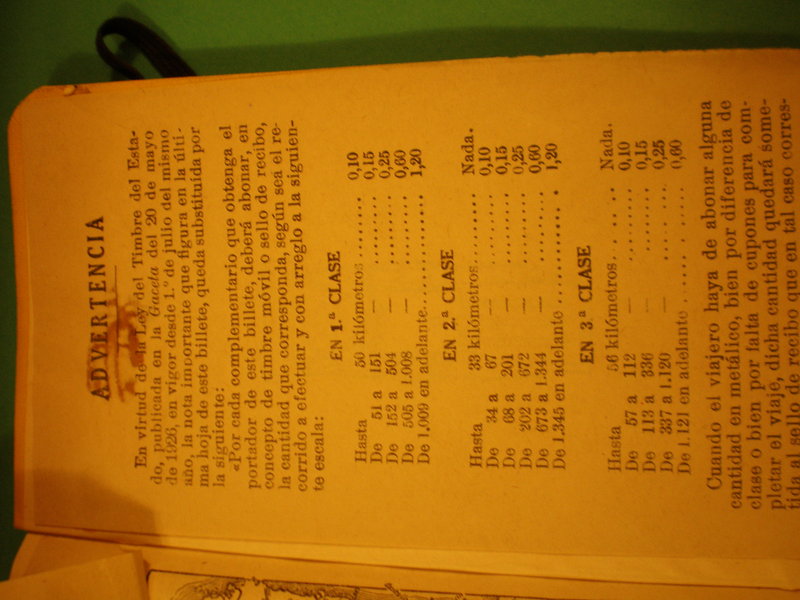 ADVERTENCIA
En virtud de la Ley del Timbre del Esta-
do, publicada en la Gaceta del 20 de mayo
de 1926, en vigor desde 1.º de julio del mismo
año, la nota importante que figura en la últi-
ma hoja de este billete, queda substituída por
la siguiente:
«Por cada complementario que obtenga el
portador de este billete, deberá abonar, en
concepto de timbre móvil o sello de recibo,
la cantidad que corresponda, según sea el re-
corrido a efectuar y con arreglo a la siguien-
te escala:
EN 1.ª CLASE
Hasta 50 kilómetros........ 0,10
De 51 a 151 — ......... 0,15
De 152 a 504 — ......... 0,25
De 505 a 1.008 — ......... 0,60
De 1.009 en adelante............ 1,20
EN 2.ª CLASE
Hasta 33 kilómetros........ Nada.
De 34 a 67 — ......... 0,10
De 68 a 201 — ......... 0,15
De 202 a 672 — ......... 0,25
De 673 a 1.344 — ......... 0,60
De 1.345 en adelante............ 1,20
EN 3.ª CLASE
Hasta 56 kilómetros........ Nada.
De 57 a 112 — ......... 0,10
De 113 a 336 — ......... 0,15
De 337 a 1.120 — ......... 0,25
De 1.121 en adelante ........ 0,60
Cuando el viajero haya de abonar alguna
cantidad en metálico, bien por diferencia de
clase o bien por falta de cupones para com-
pletar el viaje, dicha cantidad quedará some-
tida al sello de recibo que en tal caso corres-